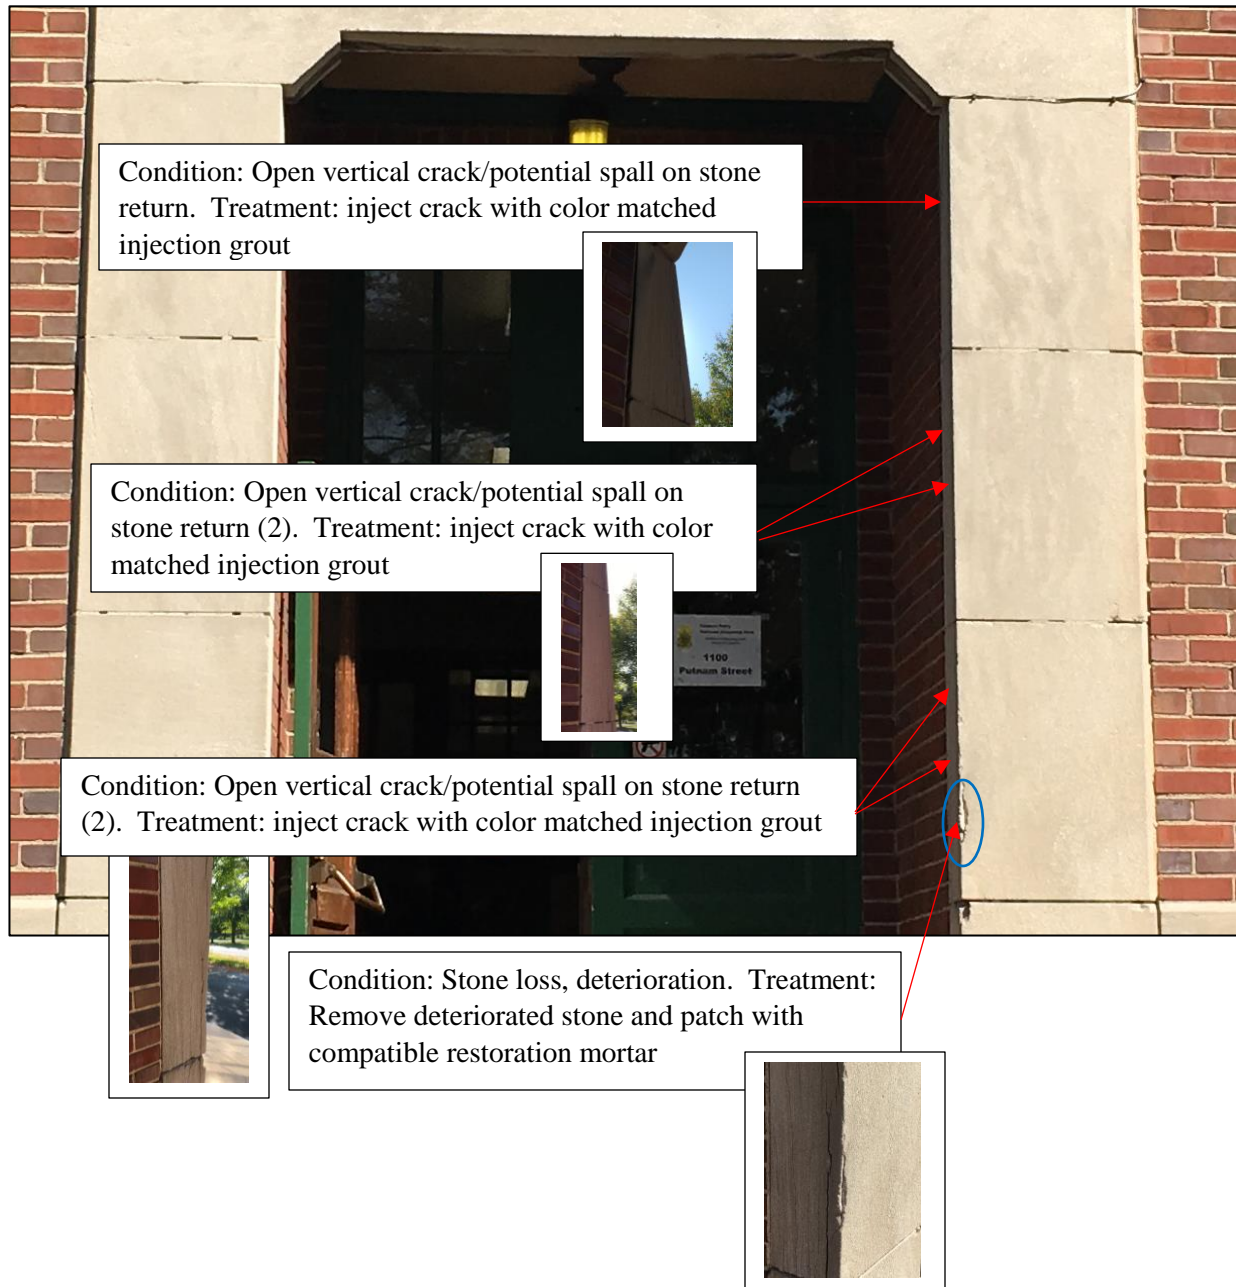 Condition: Open vertical crack/potential spall on stone
return.  Treatment: inject crack with color matched
injection grout
Condition: Open vertical crack/potential spall on
stone return (2).  Treatment: inject crack with color
matched injection grout
1100
Putnam Street
Condition: Open vertical crack/potential spall on stone return
(2).  Treatment: inject crack with color matched injection grout
Condition: Stone loss, deterioration.  Treatment:
Remove deteriorated stone and patch with
compatible restoration mortar